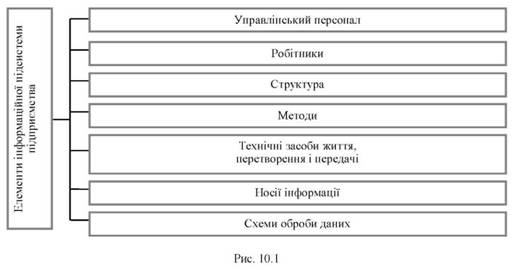 Елементи інформаційної підсистеми
підприємства
Управлінський персонал
Робітники
Структура
Методи
Технічні засоби життя,
перетворення і передачі
Носії інформації
Схеми оброби даних
Рис. 10.1